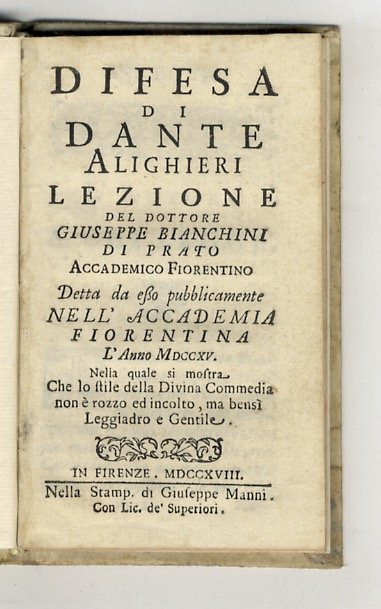 DIFESA
DI
DANTE
ALIGHIERI
LEZIONE
DEL DOTTORE
GIUSEPPE BIANCHINI
DI PRATO
ACCADEMICO FIORENTINO
Detta da eſſo pubblicamente
NELL' ACCADEMIA
FIORENTINA
L'Anno MDCCXV.
Nella quale si moſtra
Che lo ſtile della Divina Commedia
non è rozzo ed incolto, ma bensì
Leggiadro e Gentile.
IN FIRENZE. MDCCXVIII.
Nella Stamp. di Giuſeppe Manni.
Con Lic. de' Superiori.